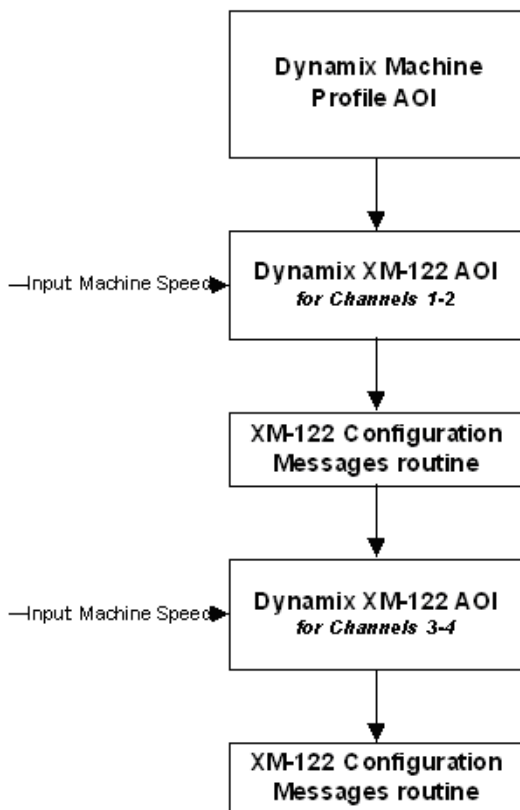 Dynamix Machine
Profile AOI
Input Machine Speed
Dynamix XM-122 AOI
for Channels 1-2
XM-122 Configuration
Messages routine
Input Machine Speed
Dynamix XM-122 AOI
for Channels 3-4
XM-122 Configuration
Messages routine